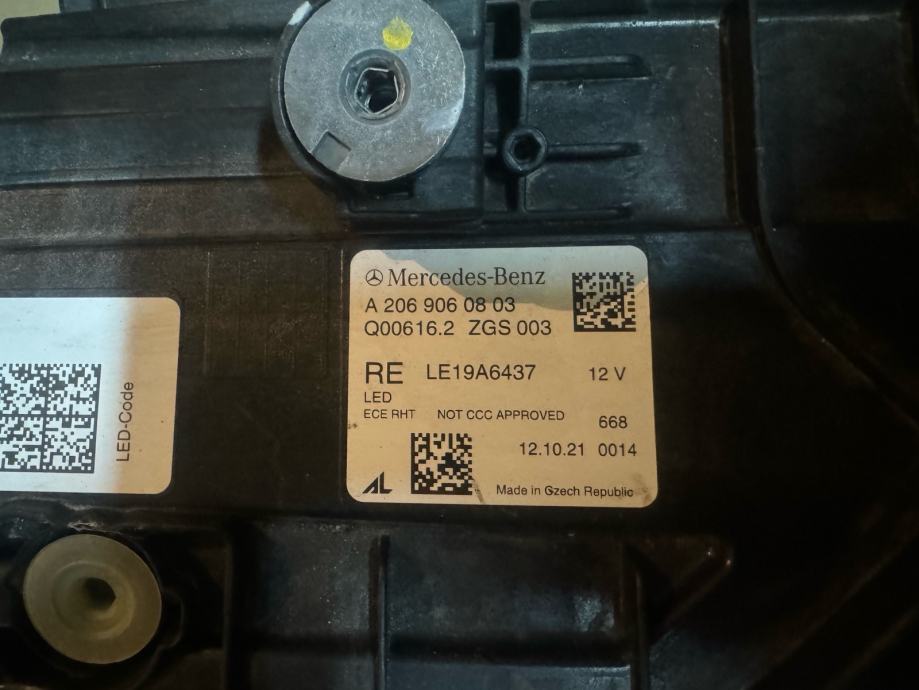 Mercedes-Benz
A 206 906 08 03
Q00616.2 ZGS 003
RE LE19A6437 12 V
LED
ECE RHT NOT CCC APPROVED
668
12.10.21 0014
AL Made in Czech Republic
LED-Code